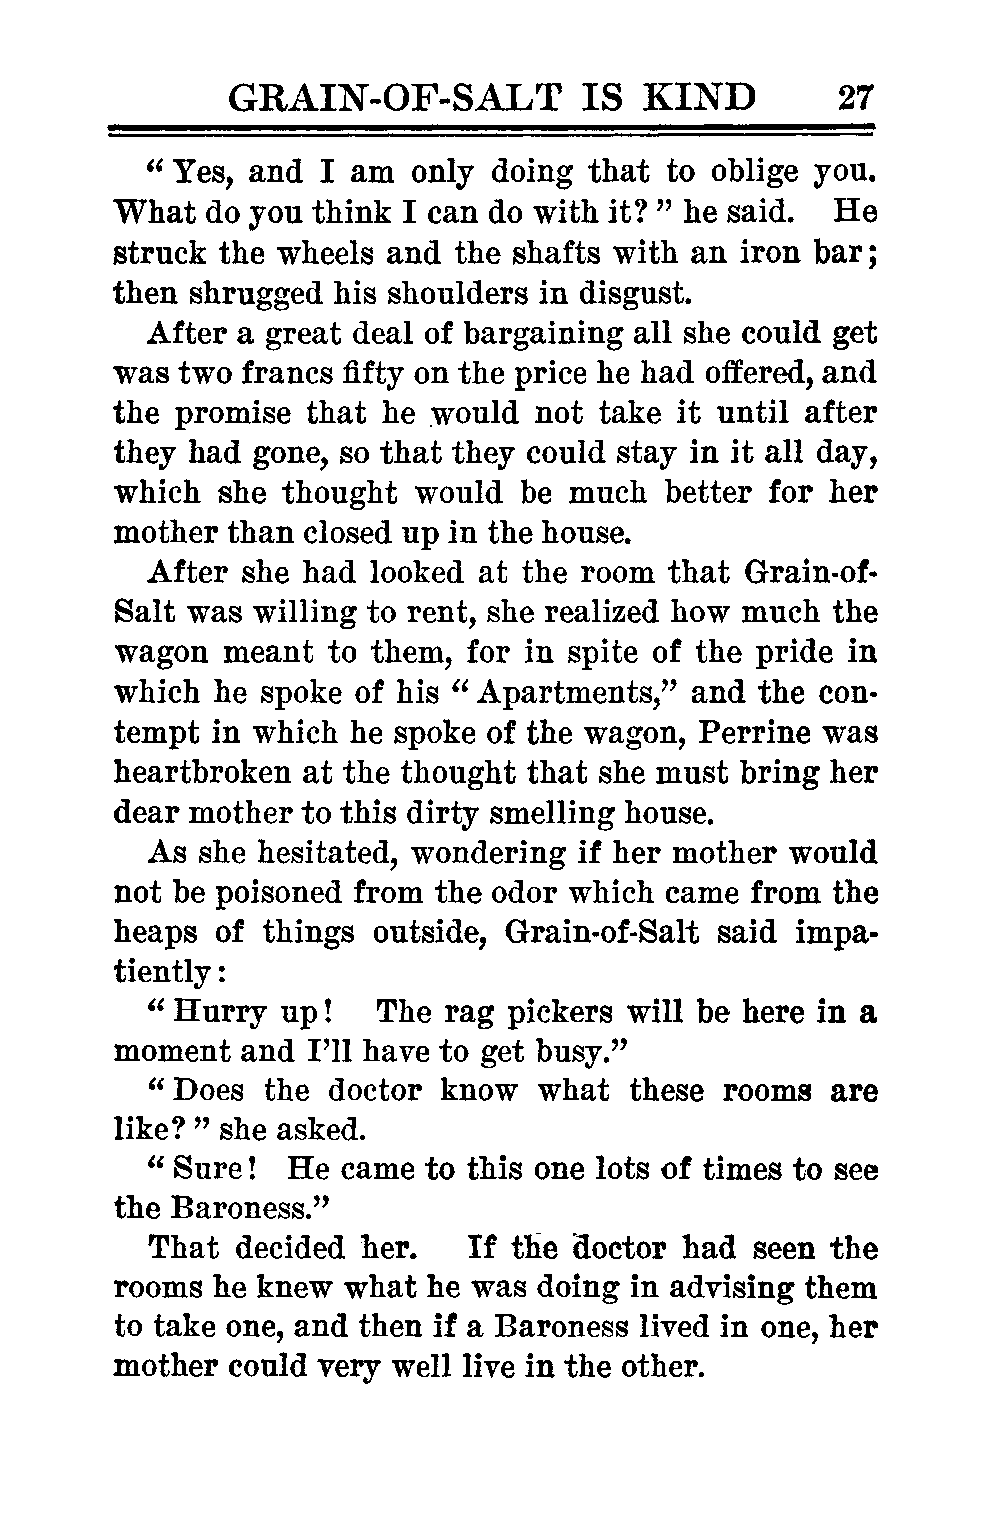 GRAIN-OF-SALT IS KIND 27
“ Yes, and I am only doing that to oblige you.
What do you think I can do with it? ” he said. He
struck the wheels and the shafts with an iron bar;
then shrugged his shoulders in disgust.
After a great deal of bargaining all she could get
was two francs fifty on the price he had offered, and
the promise that he would not take it until after
they had gone, so that they could stay in it all day,
which she thought would be much better for her
mother than closed up in the house.
After she had looked at the room that Grain-of-
Salt was willing to rent, she realized how much the
wagon meant to them, for in spite of the pride in
which he spoke of his “ Apartments,” and the con-
tempt in which he spoke of the wagon, Perrine was
heartbroken at the thought that she must bring her
dear mother to this dirty smelling house.
As she hesitated, wondering if her mother would
not be poisoned from the odor which came from the
heaps of things outside, Grain-of-Salt said impa-
tiently :
“ Hurry up! The rag pickers will be here in a
moment and I’ll have to get busy.”
“ Does the doctor know what these rooms are
like? ” she asked.
“ Sure! He came to this one lots of times to see
the Baroness.”
That decided her. If the doctor had seen the
rooms he knew what he was doing in advising them
to take one, and then if a Baroness lived in one, her
mother could very well live in the other.